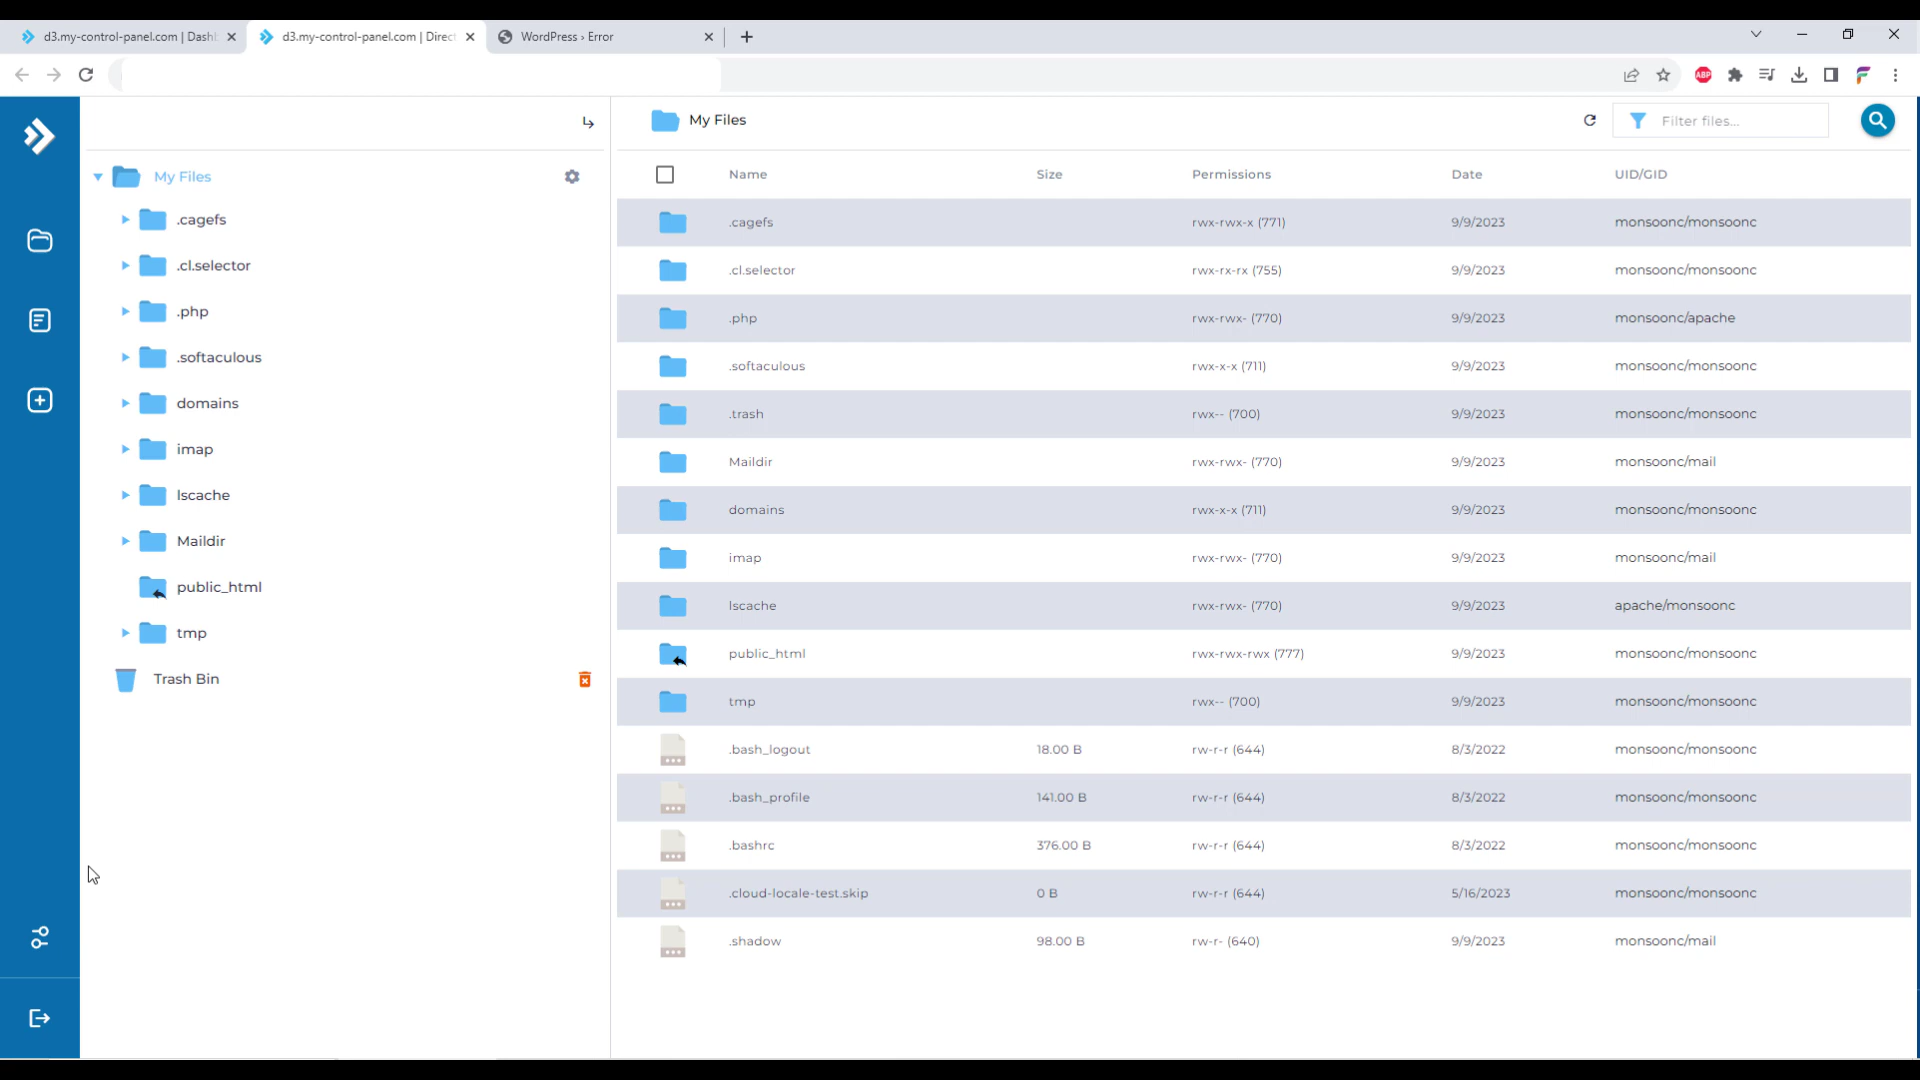 d3.my-control-panel.com | Dash
d3.my-control-panel.com | Direct
WordPress › Error
ABP
My Files
.cagefs
.cl.selector
.php
.softaculous
domains
imap
lscache
Maildir
public_html
tmp
Trash Bin
My Files
Filter files...
Name Size Permissions Date UID/GID
.cagefs rwx-rwx-x (771) 9/9/2023 monsoonc/monsoonc
.cl.selector rwx-rx-rx (755) 9/9/2023 monsoonc/monsoonc
.php rwx-rwx- (770) 9/9/2023 monsoonc/apache
.softaculous rwx-x-x (711) 9/9/2023 monsoonc/monsoonc
.trash rwx-- (700) 9/9/2023 monsoonc/monsoonc
Maildir rwx-rwx- (770) 9/9/2023 monsoonc/mail
domains rwx-x-x (711) 9/9/2023 monsoonc/monsoonc
imap rwx-rwx- (770) 9/9/2023 monsoonc/mail
lscache rwx-rwx- (770) 9/9/2023 apache/monsoonc
public_html rwx-rwx-rwx (777) 9/9/2023 monsoonc/monsoonc
tmp rwx-- (700) 9/9/2023 monsoonc/monsoonc
.bash_logout 18.00 B rw-r-r (644) 8/3/2022 monsoonc/monsoonc
.bash_profile 141.00 B rw-r-r (644) 8/3/2022 monsoonc/monsoonc
.bashrc 376.00 B rw-r-r (644) 8/3/2022 monsoonc/monsoonc
.cloud-locale-test.skip 0 B rw-r-r (644) 5/16/2023 monsoonc/monsoonc
.shadow 98.00 B rw-r- (640) 9/9/2023 monsoonc/mail